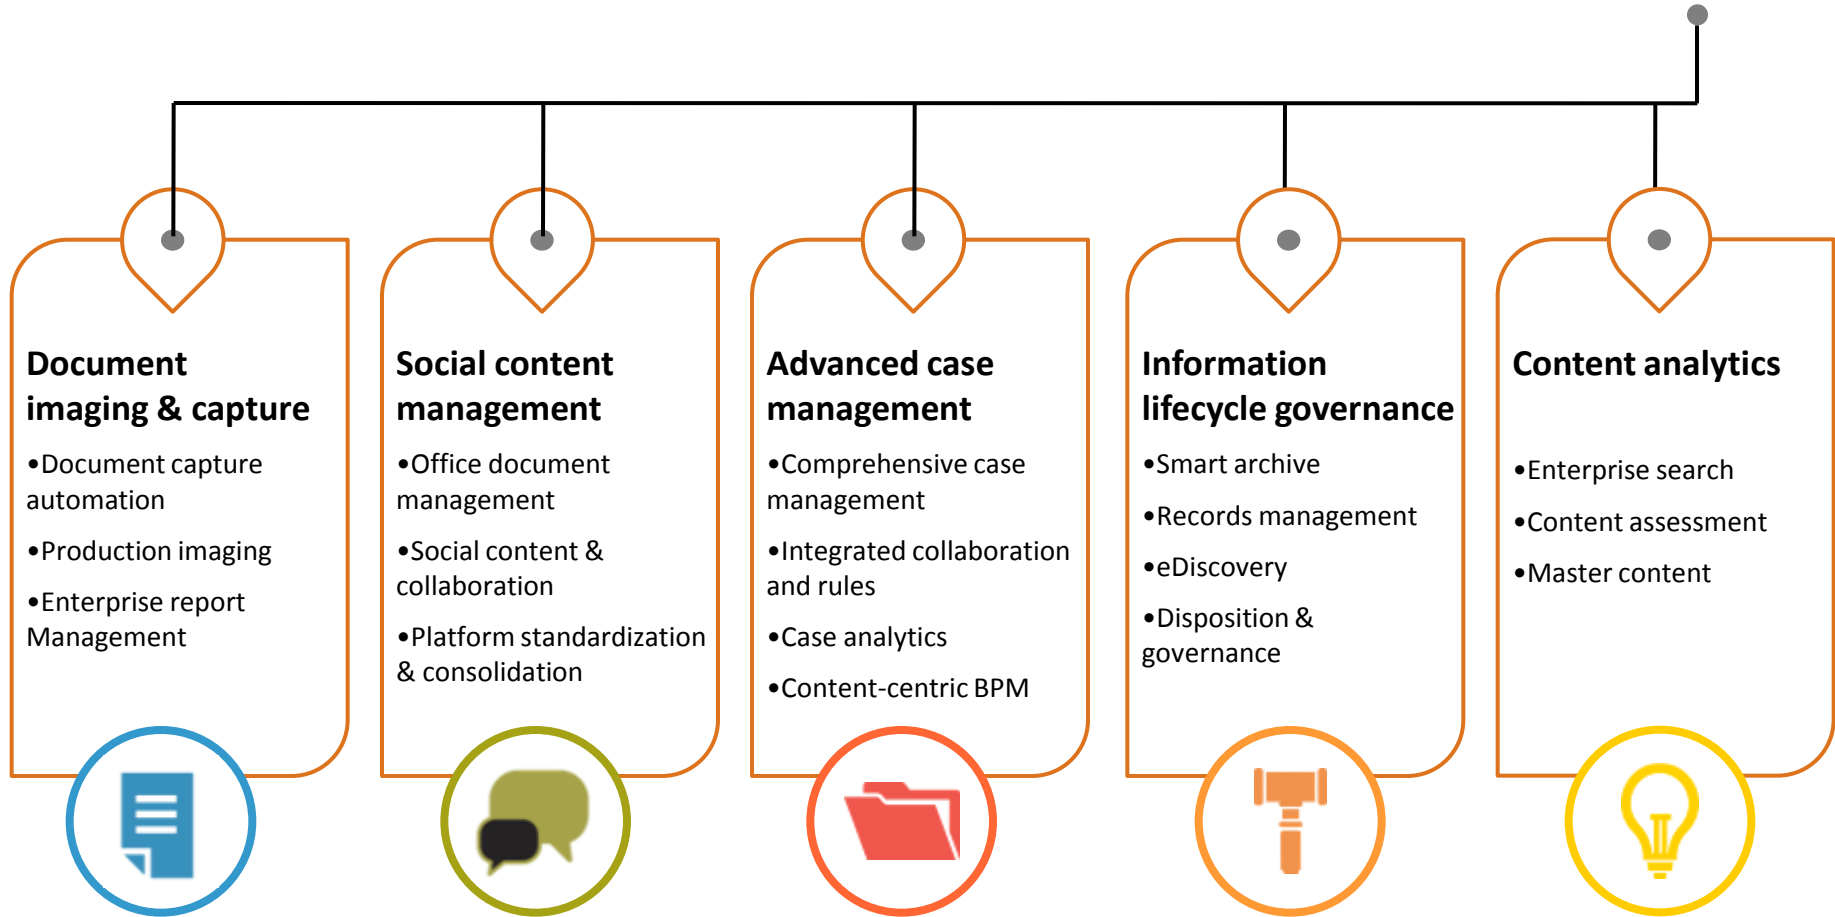 Document
imaging & capture
•Document capture
automation
•Production imaging
•Enterprise report
Management
Social content
management
•Office document
management
•Social content &
collaboration
•Platform standardization
& consolidation
Advanced case
management
•Comprehensive case
management
•Integrated collaboration
and rules
•Case analytics
•Content-centric BPM
Information
lifecycle governance
•Smart archive
•Records management
•eDiscovery
•Disposition &
governance
Content analytics
•Enterprise search
•Content assessment
•Master content